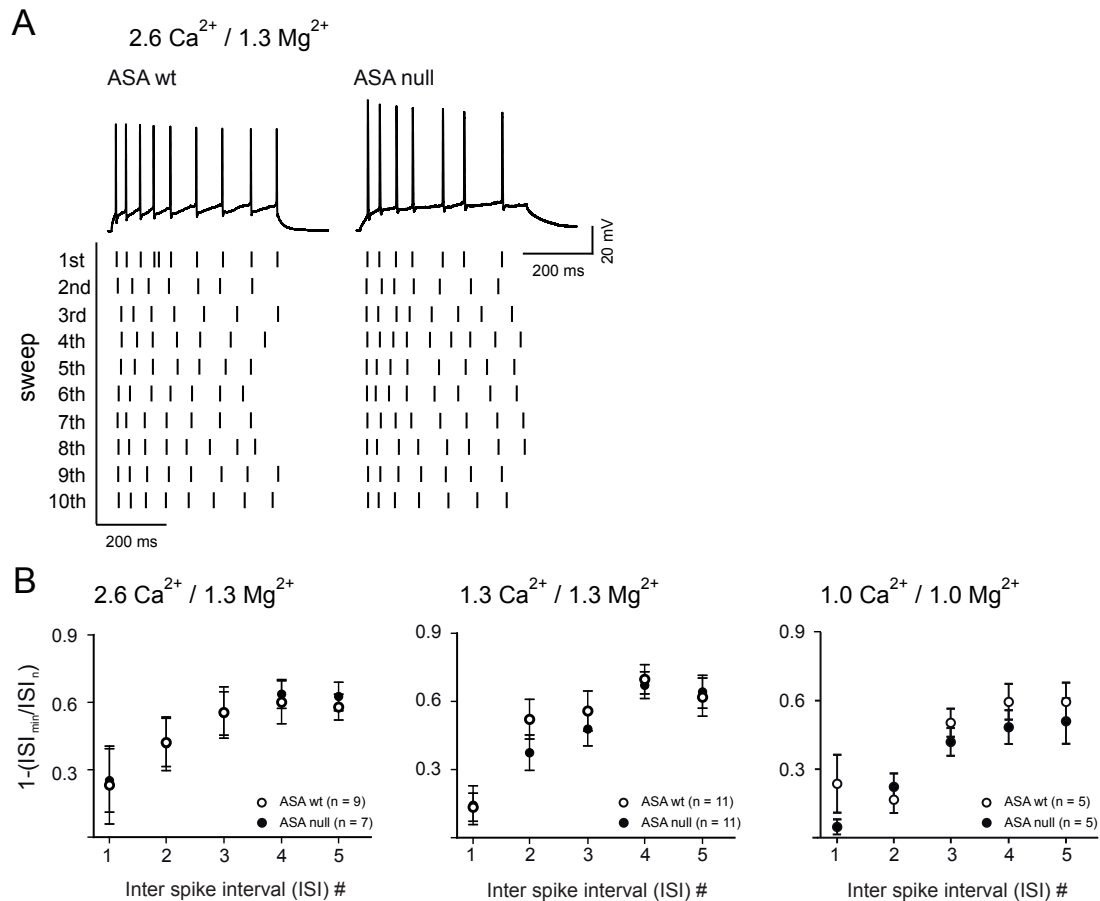 A
2.6 Ca2+ / 1.3 Mg2+
ASA wt
ASA null
20 mV
200 ms
sweep
1st
2nd
3rd
4th
5th
6th
7th
8th
9th
10th
200 ms
B
2.6 Ca2+ / 1.3 Mg2+
1.3 Ca2+ / 1.3 Mg2+
1.0 Ca2+ / 1.0 Mg2+
1-(ISImin/ISIn)
0.9
0.6
0.3
ASA wt (n = 9)
ASA null (n = 7)
1 2 3 4 5
Inter spike interval (ISI) #
0.9
0.6
0.3
ASA wt (n = 11)
ASA null (n = 11)
1 2 3 4 5
Inter spike interval (ISI) #
0.9
0.6
0.3
ASA wt (n = 5)
ASA null (n = 5)
1 2 3 4 5
Inter spike interval (ISI) #